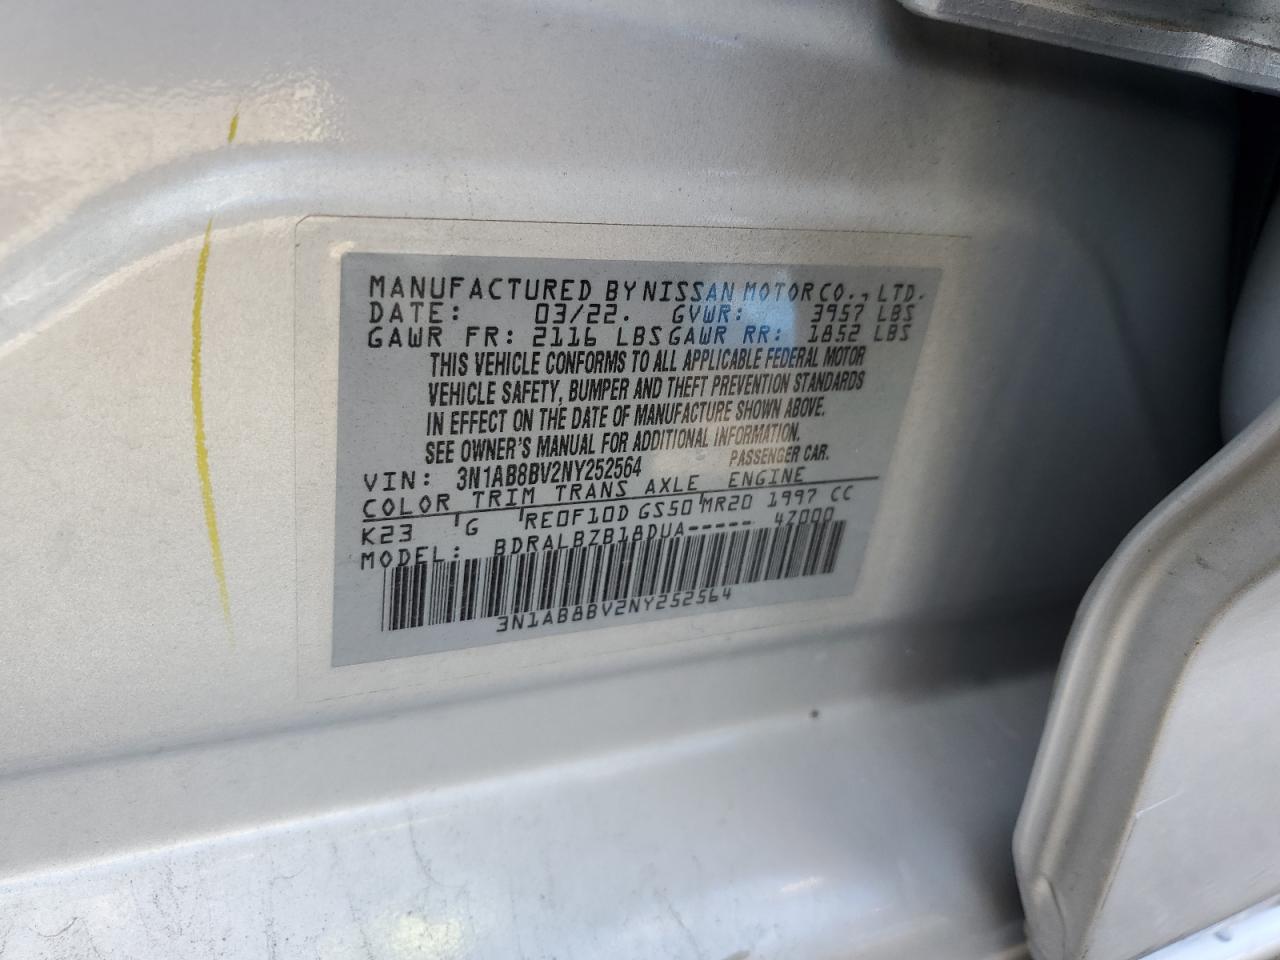 MANUFACTURED BY NISSAN MOTOR CO., LTD.
DATE: 03/22. GVWR: 3957 LBS
GAWR FR: 2116 LBS GAWR RR: 1852 LBS
THIS VEHICLE CONFORMS TO ALL APPLICABLE FEDERAL MOTOR
VEHICLE SAFETY, BUMPER AND THEFT PREVENTION STANDARDS
IN EFFECT ON THE DATE OF MANUFACTURE SHOWN ABOVE.
SEE OWNER'S MANUAL FOR ADDITIONAL INFORMATION.
VIN: 3N1AB8BV2NY252564 PASSENGER CAR.
COLOR TRIM TRANS AXLE ENGINE
K23 G RE0F10D GS50 MR20 1997 CC
MODEL: BDRALBZB18DUA----- 4Z000
3N1AB8BV2NY252564